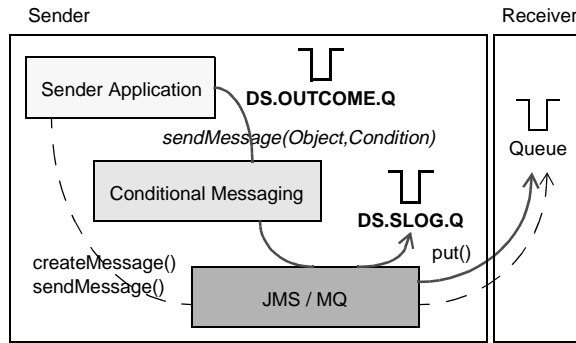 Sender
Receiver
Sender Application
DS.OUTCOME.Q
sendMessage(Object,Condition)
Queue
Conditional Messaging
DS.SLOG.Q
createMessage()
sendMessage()
put()
JMS / MQ